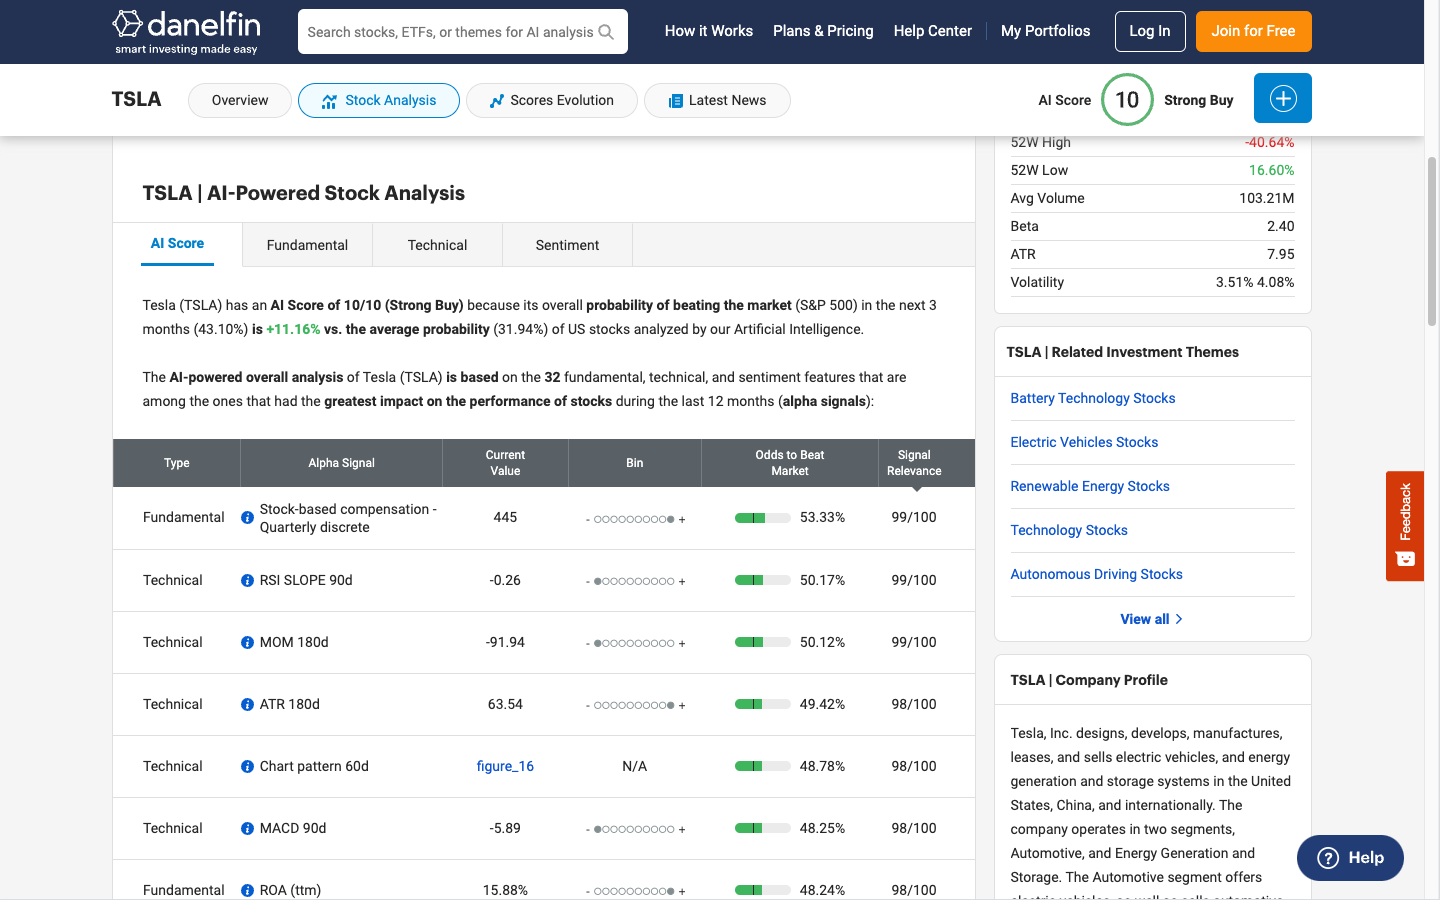 danelfin
smart investing made easy
Search stocks, ETFs, or themes for AI analysis
How it Works
Plans & Pricing
Help Center
My Portfolios
Log In
Join for Free
TSLA
Overview
Stock Analysis
Scores Evolution
Latest News
AI Score
10
Strong Buy
TSLA | AI-Powered Stock Analysis
AI Score
Fundamental
Technical
Sentiment
Tesla (TSLA) has an AI Score of 10/10 (Strong Buy) because its overall probability of beating the market (S&P 500) in the next 3
months (43.10%) is +11.16% vs. the average probability (31.94%) of US stocks analyzed by our Artificial Intelligence.
The AI-powered overall analysis of Tesla (TSLA) is based on the 32 fundamental, technical, and sentiment features that are
among the ones that had the greatest impact on the performance of stocks during the last 12 months (alpha signals):
Type Alpha Signal Current Value Bin Odds to Beat Market Signal Relevance
Fundamental Stock-based compensation - Quarterly discrete 445 - + 53.33% 99/100
Technical RSI SLOPE 90d -0.26 - + 50.17% 99/100
Technical MOM 180d -91.94 - + 50.12% 99/100
Technical ATR 180d 63.54 - + 49.42% 98/100
Technical Chart pattern 60d figure_16 N/A 48.78% 98/100
Technical MACD 90d -5.89 - + 48.25% 98/100
Fundamental ROA (ttm) 15.88% - + 48.24% 98/100
52W High -40.64%
52W Low 16.60%
Avg Volume 103.21M
Beta 2.40
ATR 7.95
Volatility 3.51% 4.08%
TSLA | Related Investment Themes
Battery Technology Stocks
Electric Vehicles Stocks
Renewable Energy Stocks
Technology Stocks
Autonomous Driving Stocks
View all
TSLA | Company Profile
Tesla, Inc. designs, develops, manufactures,
leases, and sells electric vehicles, and energy
generation and storage systems in the United
States, China, and internationally. The
company operates in two segments,
Automotive, and Energy Generation and
Storage. The Automotive segment offers
Feedback
Help